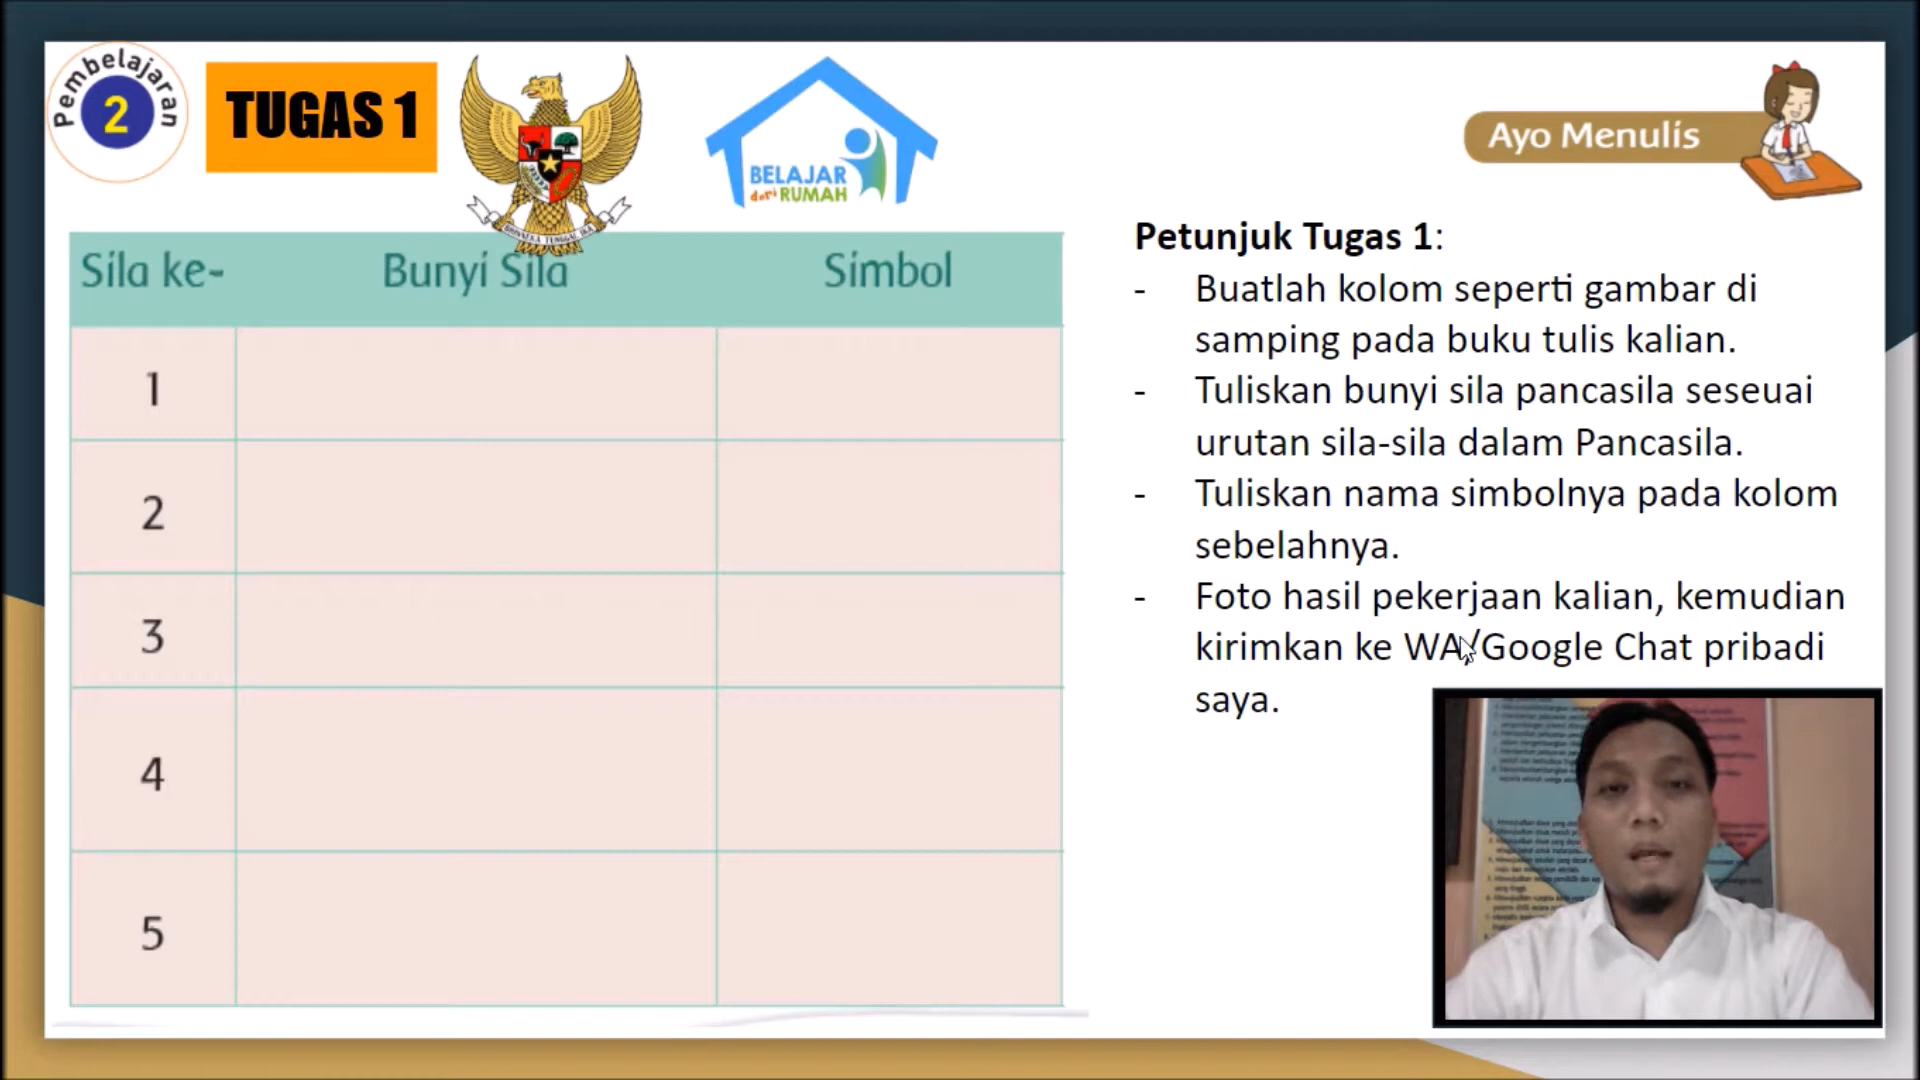 Pembelajaran
2
TUGAS 1
BHINNEKA TUNGGAL IKA
BELAJAR
dari RUMAH
Ayo Menulis
Sila ke-
Bunyi Sila
Simbol
1
2
3
4
5
Petunjuk Tugas 1:
- Buatlah kolom seperti gambar di
samping pada buku tulis kalian.
- Tuliskan bunyi sila pancasila seseuai
urutan sila-sila dalam Pancasila.
- Tuliskan nama simbolnya pada kolom
sebelahnya.
- Foto hasil pekerjaan kalian, kemudian
kirimkan ke WA/Google Chat pribadi
saya.